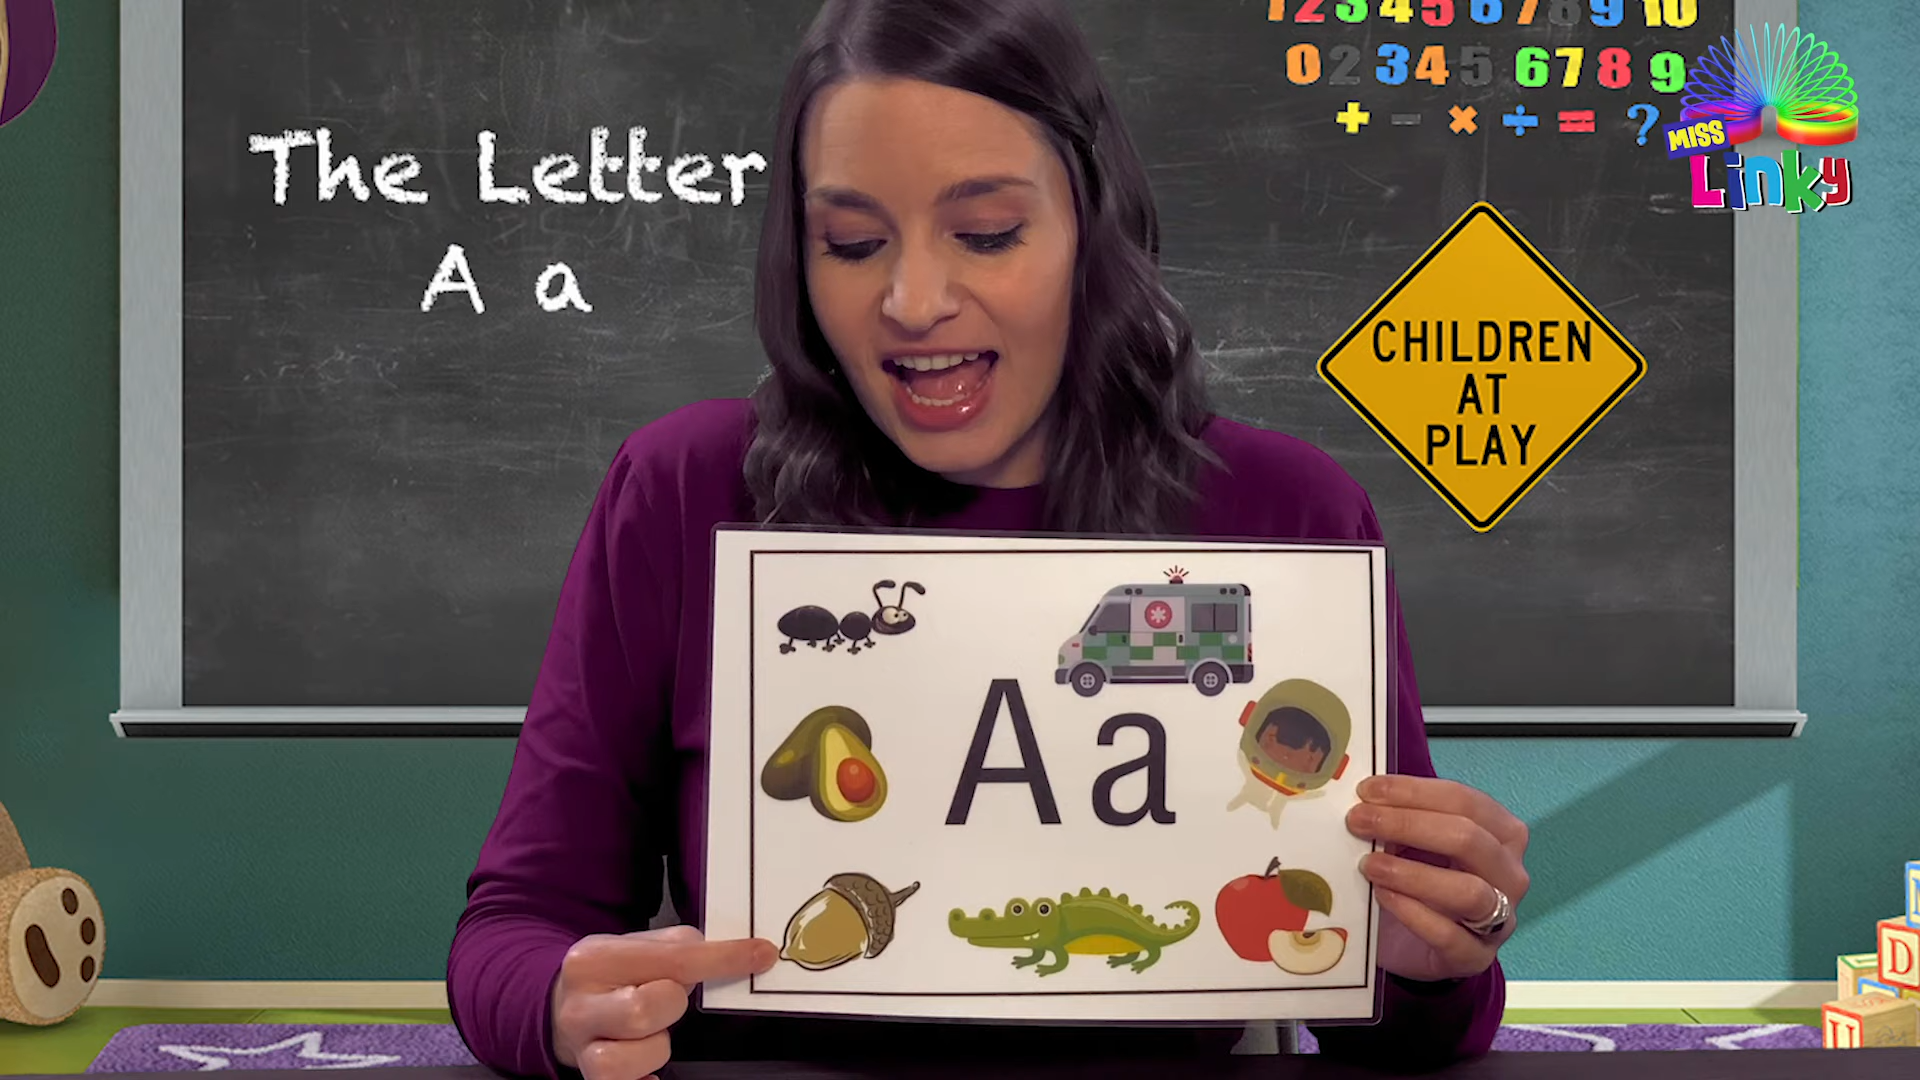 The Letter
A a
1 2 3 4 5 6 7 8 9 10
0 2 3 4 5 6 7 8 9
+ - × ÷ = ?
MISS
Linky
CHILDREN
AT
PLAY
A a
D
U